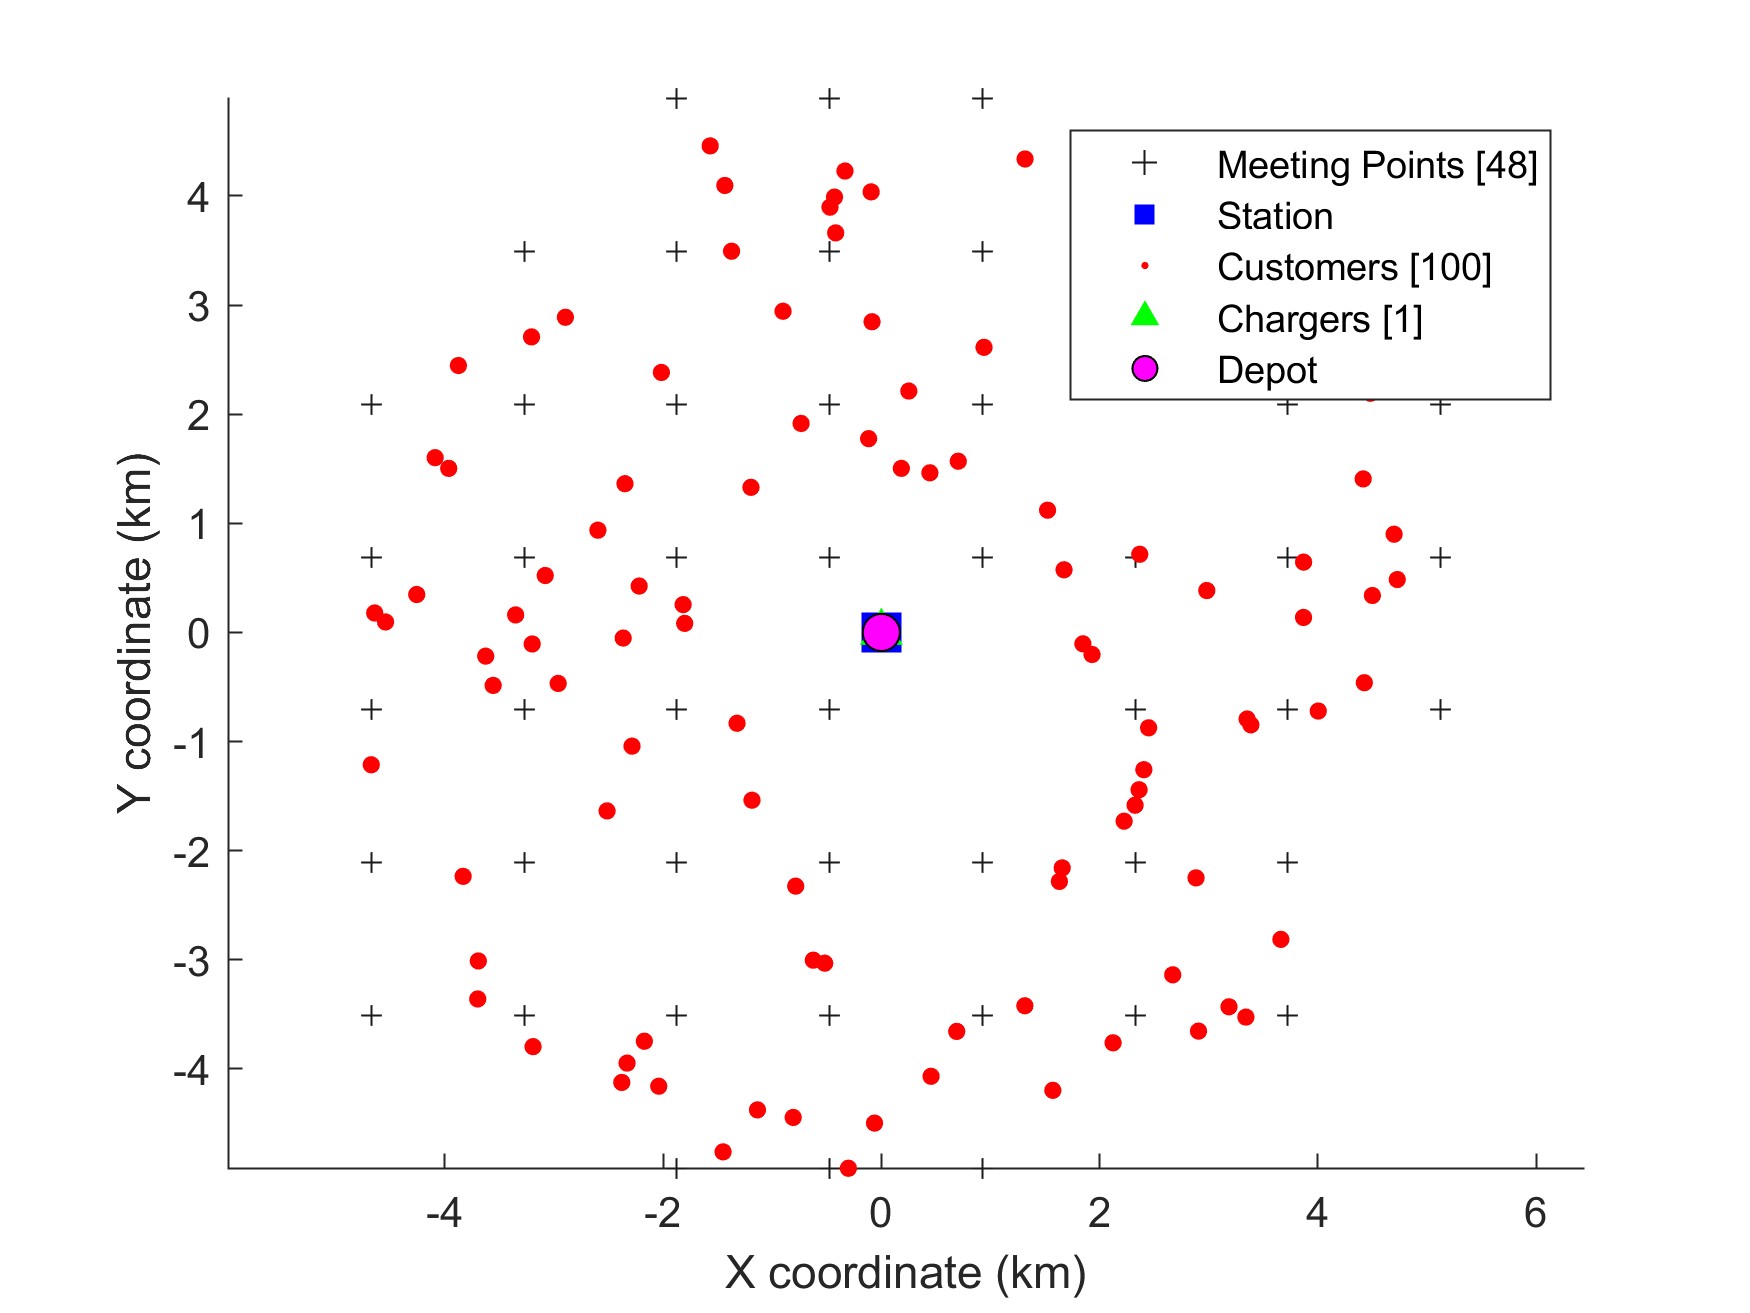 Meeting Points [48]
Station
Customers [100]
Chargers [1]
Depot
4
3
2
1
0
-1
-2
-3
-4
Y coordinate (km)
-4 -2 0 2 4 6
X coordinate (km)